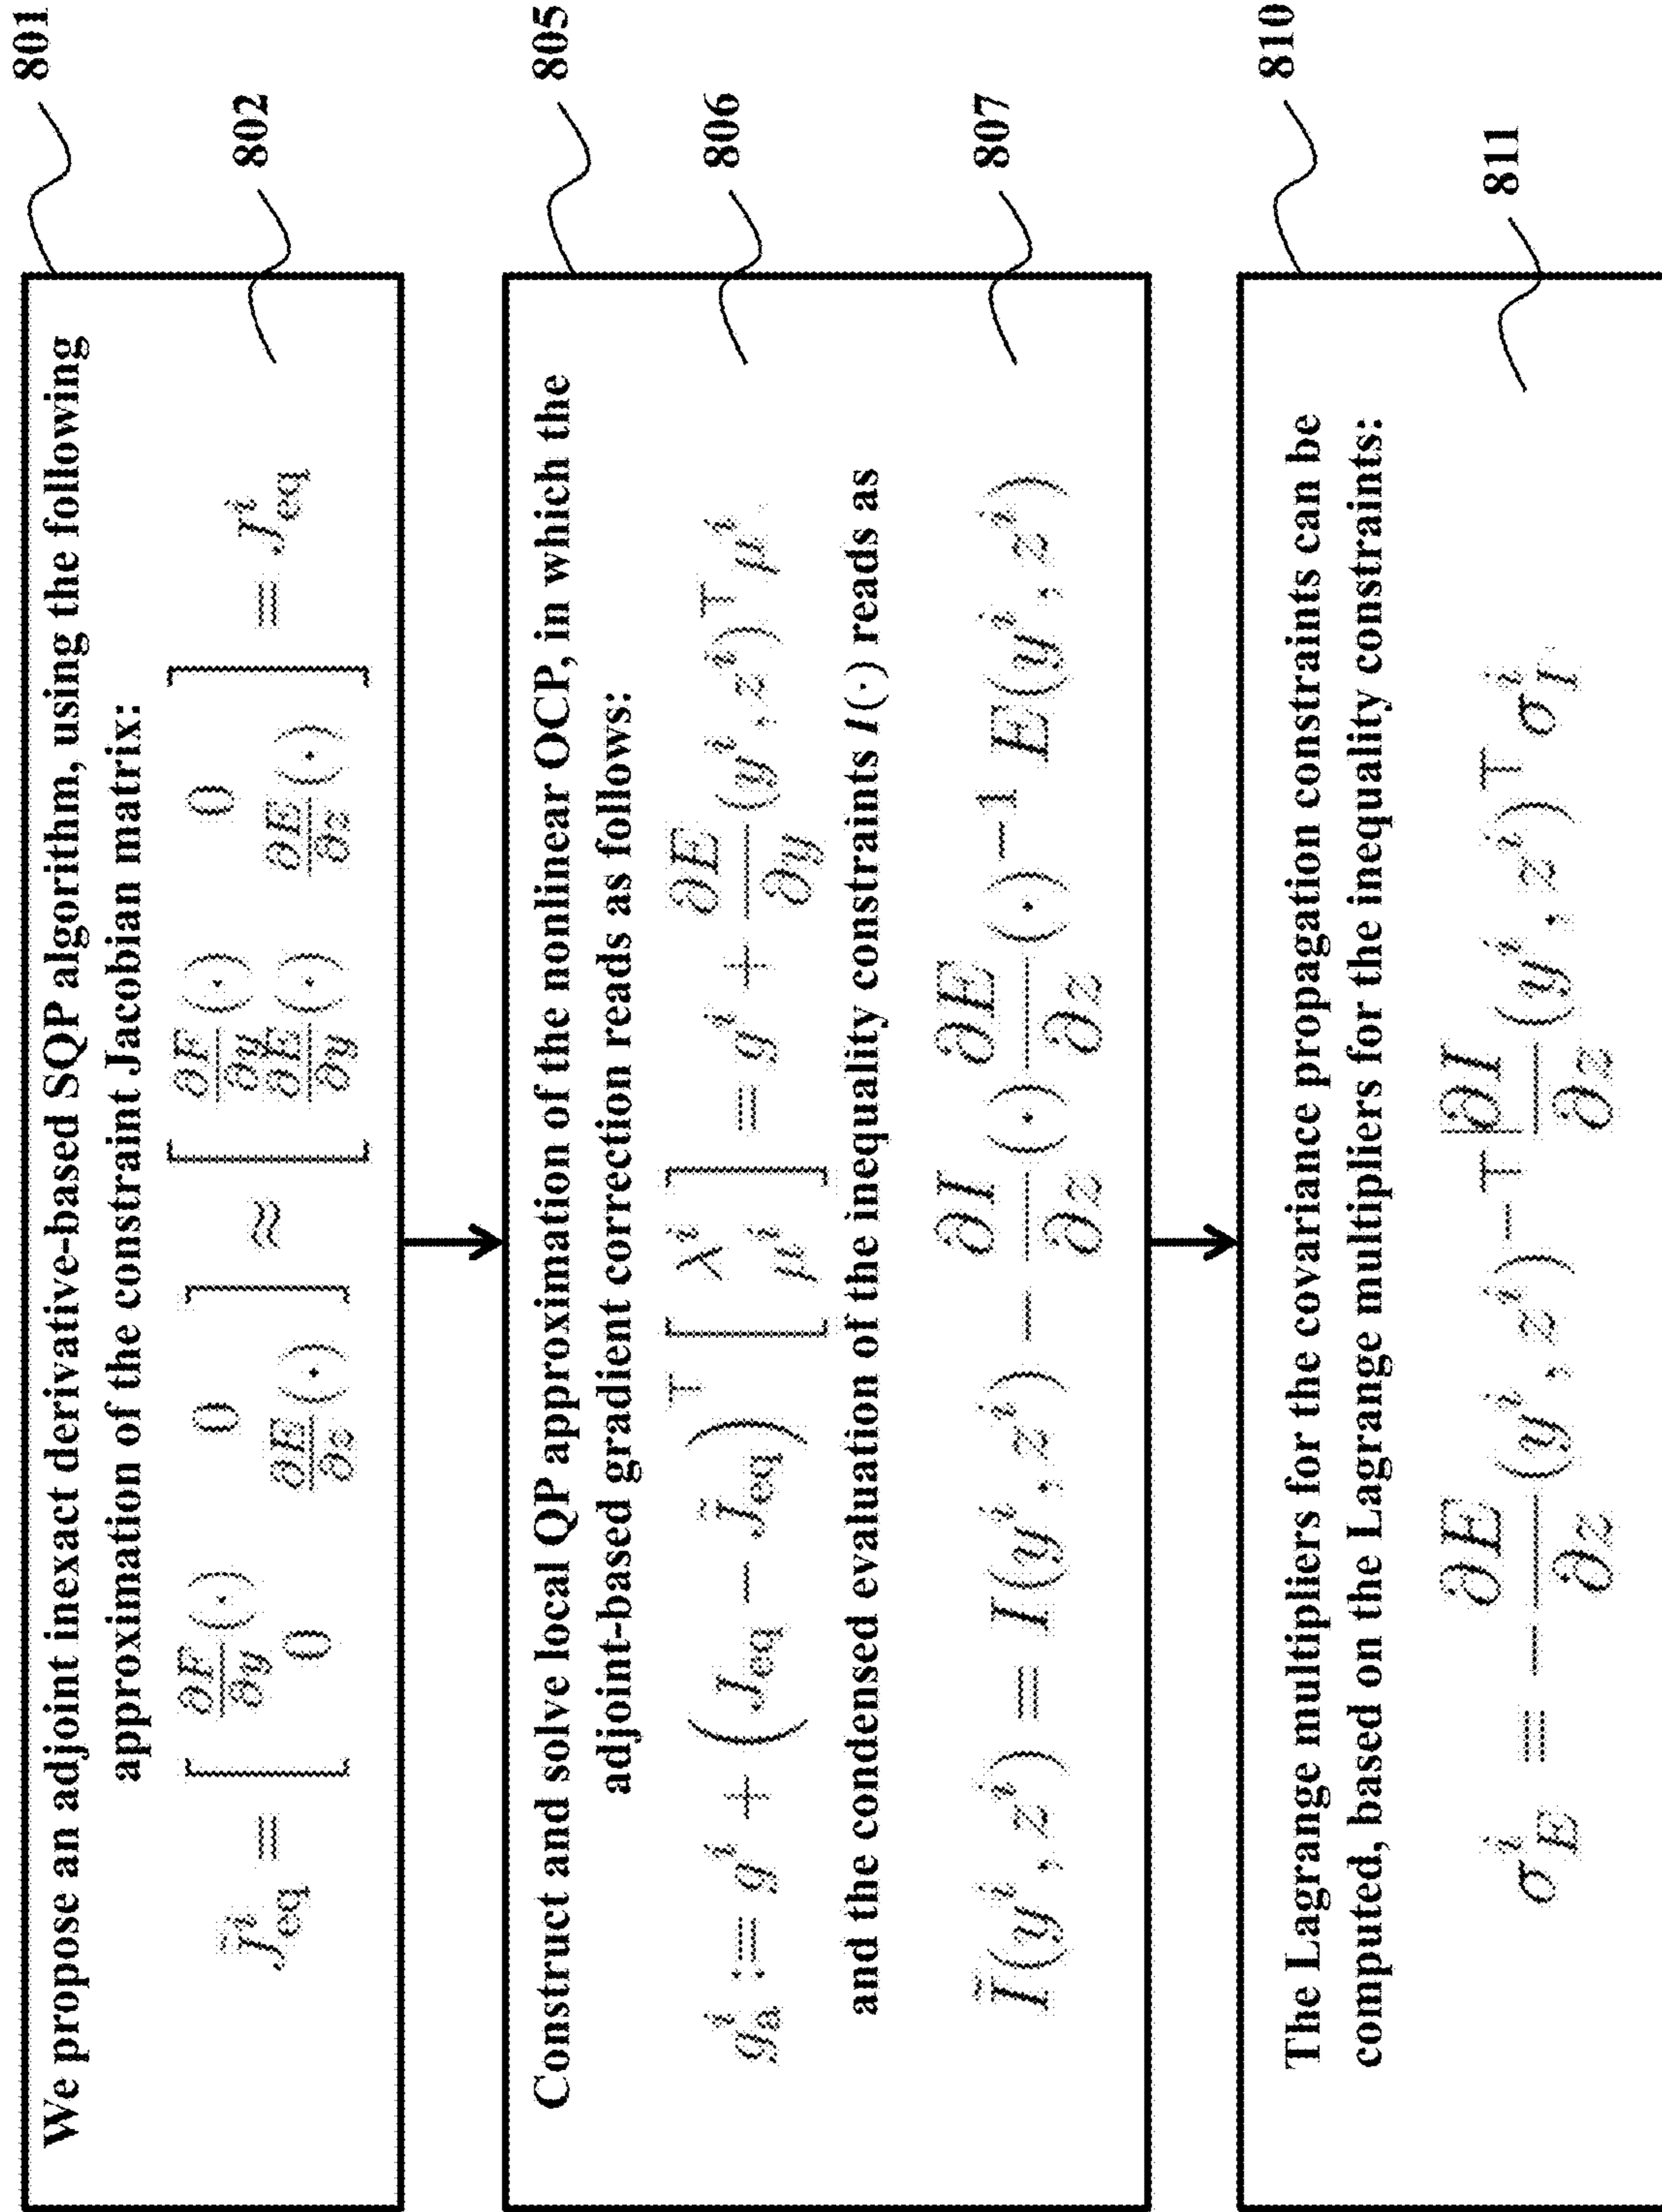 We propose an adjoint inexact derivative-based SQP algorithm, using the following
approximation of the constraint Jacobian matrix:
J̃ⁱ_eq = [ ∂F/∂y(·) 0 ; 0 ∂E/∂z(·) ] ≈ [ ∂F/∂y(·) 0 ; ∂E/∂y(·) ∂E/∂z(·) ] = Jⁱ_eq
801
802
Construct and solve local QP approximation of the nonlinear OCP, in which the
adjoint-based gradient correction reads as follows:
gⁱ_a := gⁱ + (J_eq − J̃_eq)ᵀ [ λⁱ ; μⁱ ] = gⁱ + ∂E/∂y(yⁱ, zⁱ)ᵀ μⁱ
and the condensed evaluation of the inequality constraints I(·) reads as
Ĩ(yⁱ, zⁱ) = I(yⁱ, zⁱ) − ∂I/∂z(·) ∂E/∂z(·)⁻¹ E(yⁱ, zⁱ)
805
806
807
The Lagrange multipliers for the covariance propagation constraints can be
computed, based on the Lagrange multipliers for the inequality constraints:
σⁱ_E = − ∂E/∂z(yⁱ, zⁱ)⁻ᵀ ∂I/∂z(yⁱ, zⁱ)ᵀ σⁱ_I
810
811